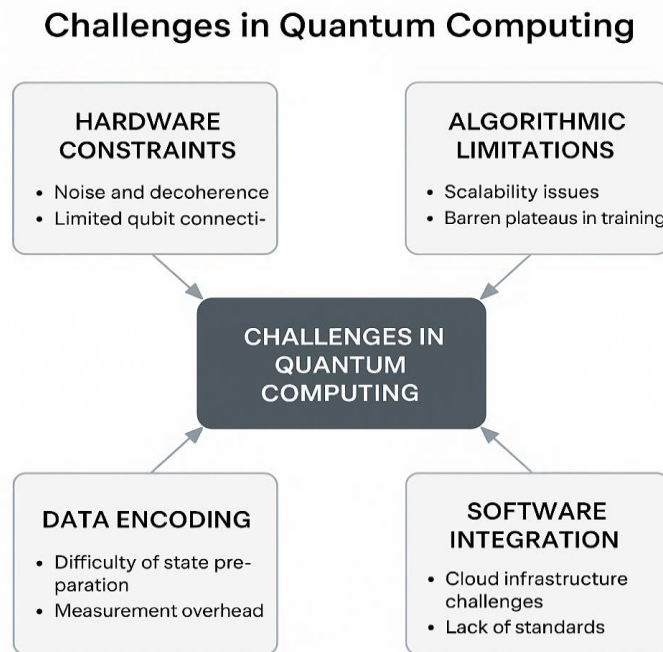 Challenges in Quantum Computing
HARDWARE
CONSTRAINTS
• Noise and decoherence
• Limited qubit connecti-
ALGORITHMIC
LIMITATIONS
• Scalability issues
• Barren plateaus in training
CHALLENGES IN
QUANTUM
COMPUTING
DATA ENCODING
• Difficulty of state pre-
paration
• Measurement overhead
SOFTWARE
INTEGRATION
• Cloud infrastructure
challenges
• Lack of standards